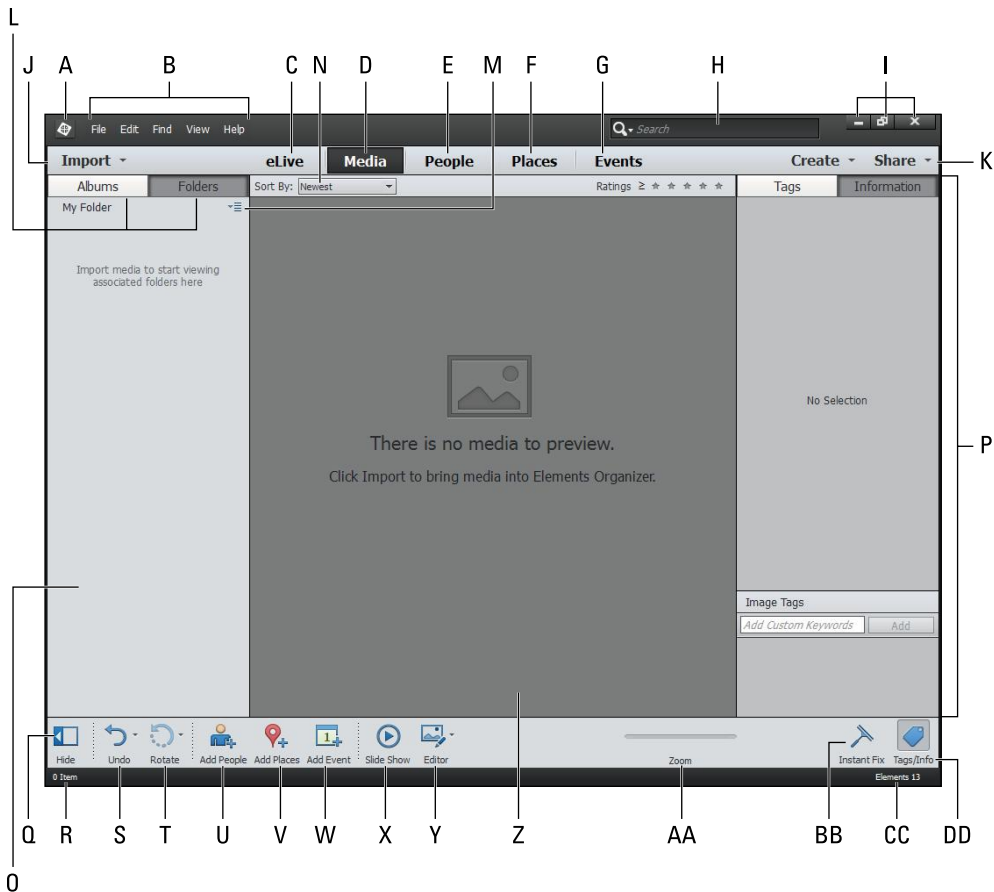 L
J A B C N D E M F G H I
File Edit Find View Help Search
Import eLive Media People Places Events Create Share K
Albums Folders Sort By: Newest Ratings ≥ ★ ★ ★ ★ ★ Tags Information
My Folder
Import media to start viewing
associated folders here
There is no media to preview.
Click Import to bring media into Elements Organizer.
No Selection
P
Image Tags
Add Custom Keywords Add
Hide Undo Rotate Add People Add Places Add Event Slide Show Editor Zoom Instant Fix Tags/Info
0 Item Elements 13
Q R S T U V W X Y Z AA BB CC DD
O